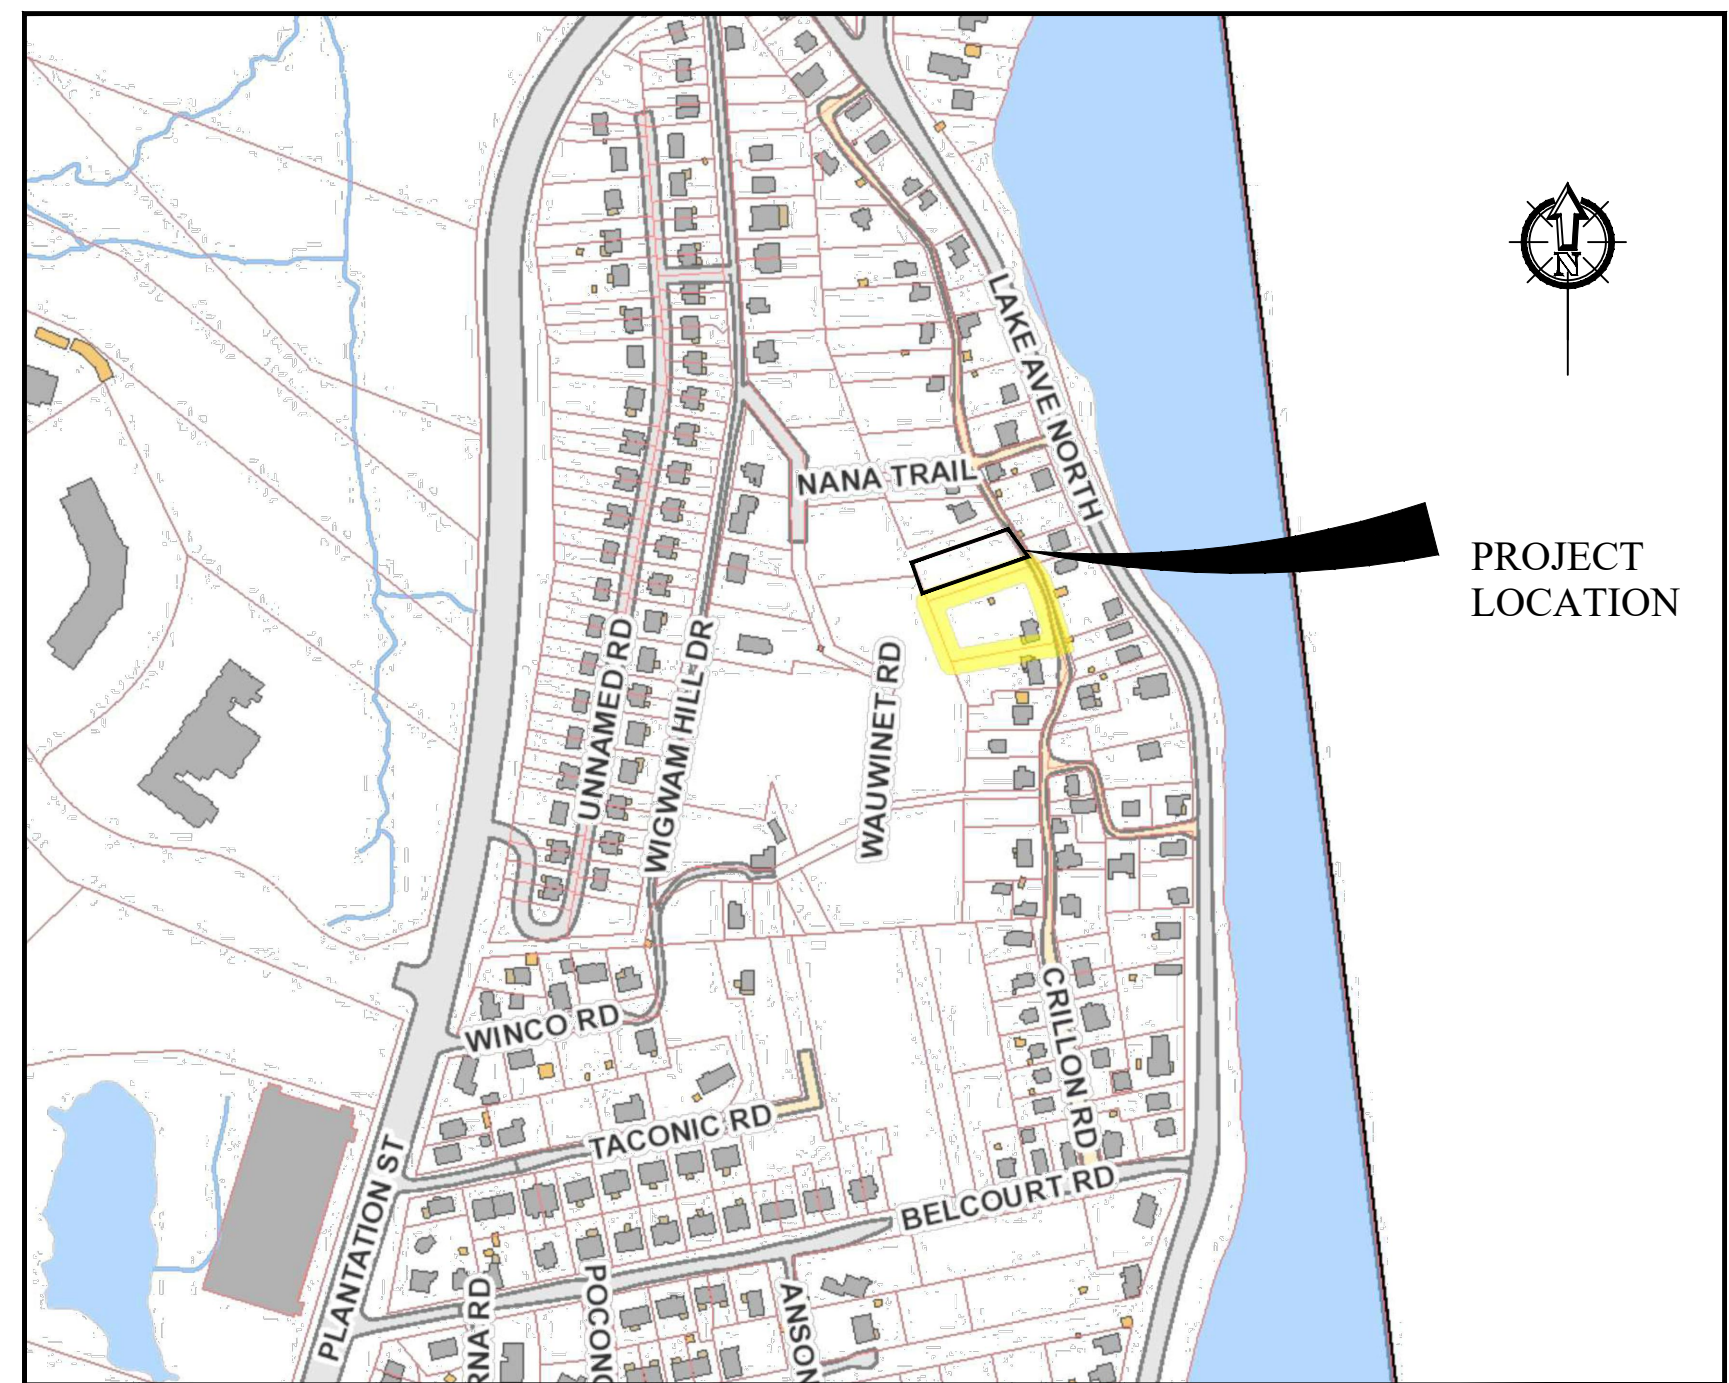 LAKE AVE NORTH
N
NANA TRAIL
PROJECT
LOCATION
UNNAMED RD
WIGWAM HILL DR
WAUWINET RD
CRILLON RD
WINCO RD
TACONIC RD
PLANTATION ST
BELCOURT RD
RNA RD
POCONO
ANSON